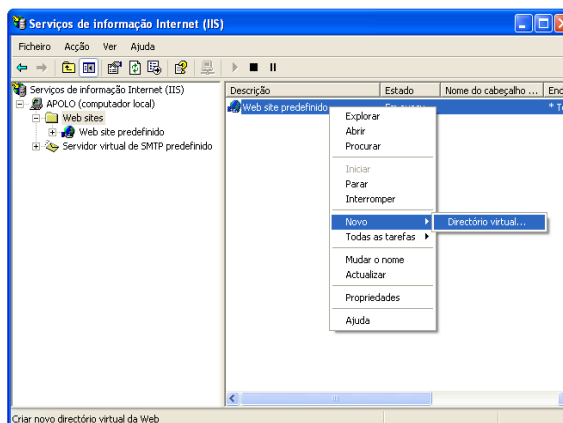 Serviços de informação Internet (IIS)
Ficheiro Acção Ver Ajuda
Serviços de informação Internet (IIS)
APOLO (computador local)
Web sites
Web site predefinido
Servidor virtual de SMTP predefinido
Descrição Estado Nome do cabeçalho ...
Web site predefinido * T
Explorar
Abrir
Procurar
Iniciar
Parar
Interromper
Novo Directório virtual...
Todas as tarefas
Mudar o nome
Actualizar
Propriedades
Ajuda
Criar novo directório virtual da Web